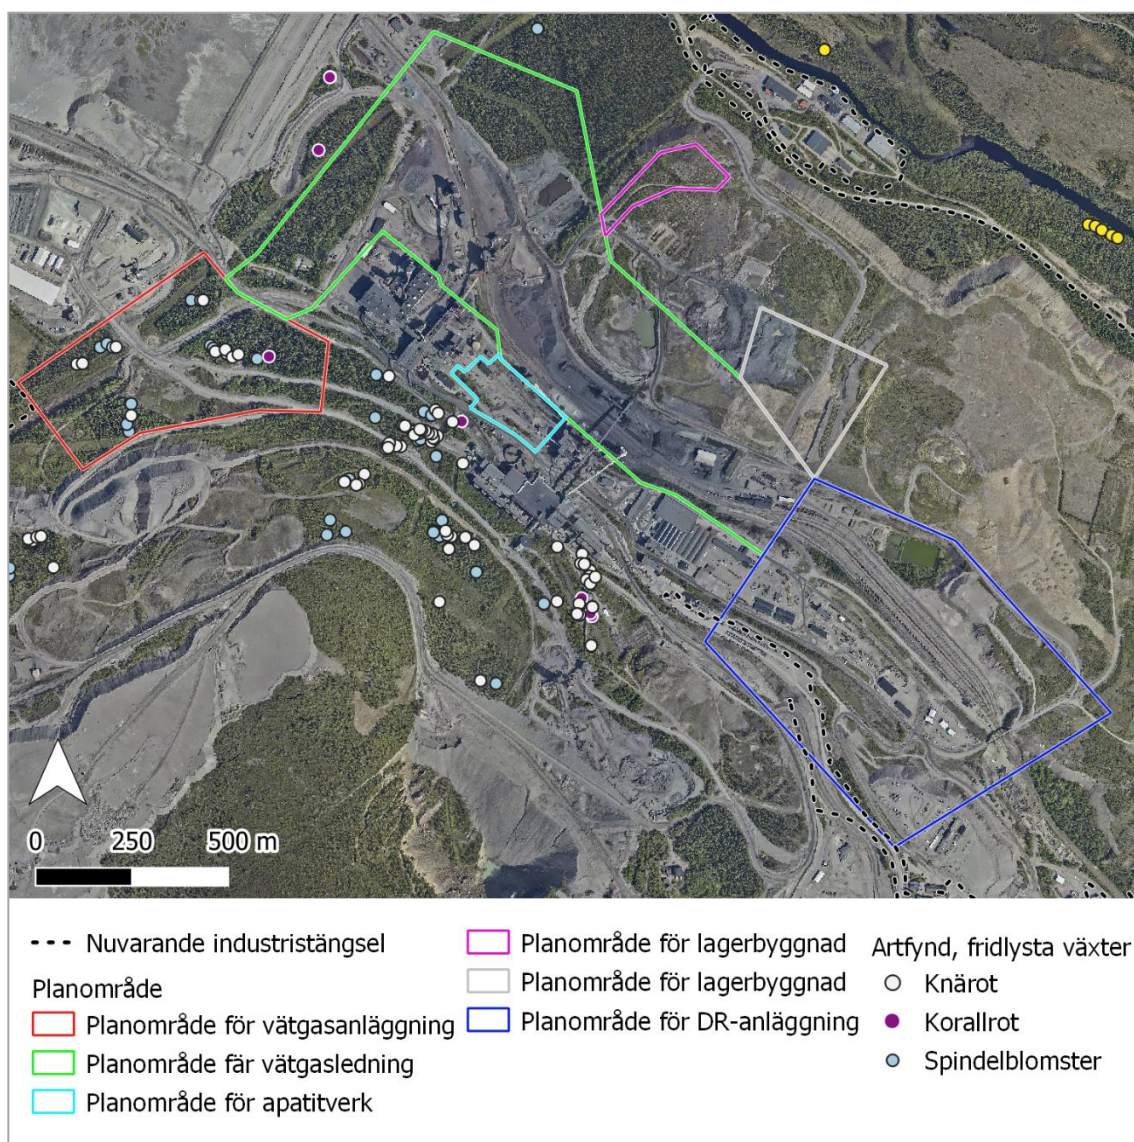 0 250 500 m
Nuvarande industristängsel
Planområde
Planområde för vätgasanläggning
Planområde fär vätgasledning
Planområde för apatitverk
Planområde för lagerbyggnad
Planområde för lagerbyggnad
Planområde för DR-anläggning
Artfynd, fridlysta växter
Knärot
Korallrot
Spindelblomster